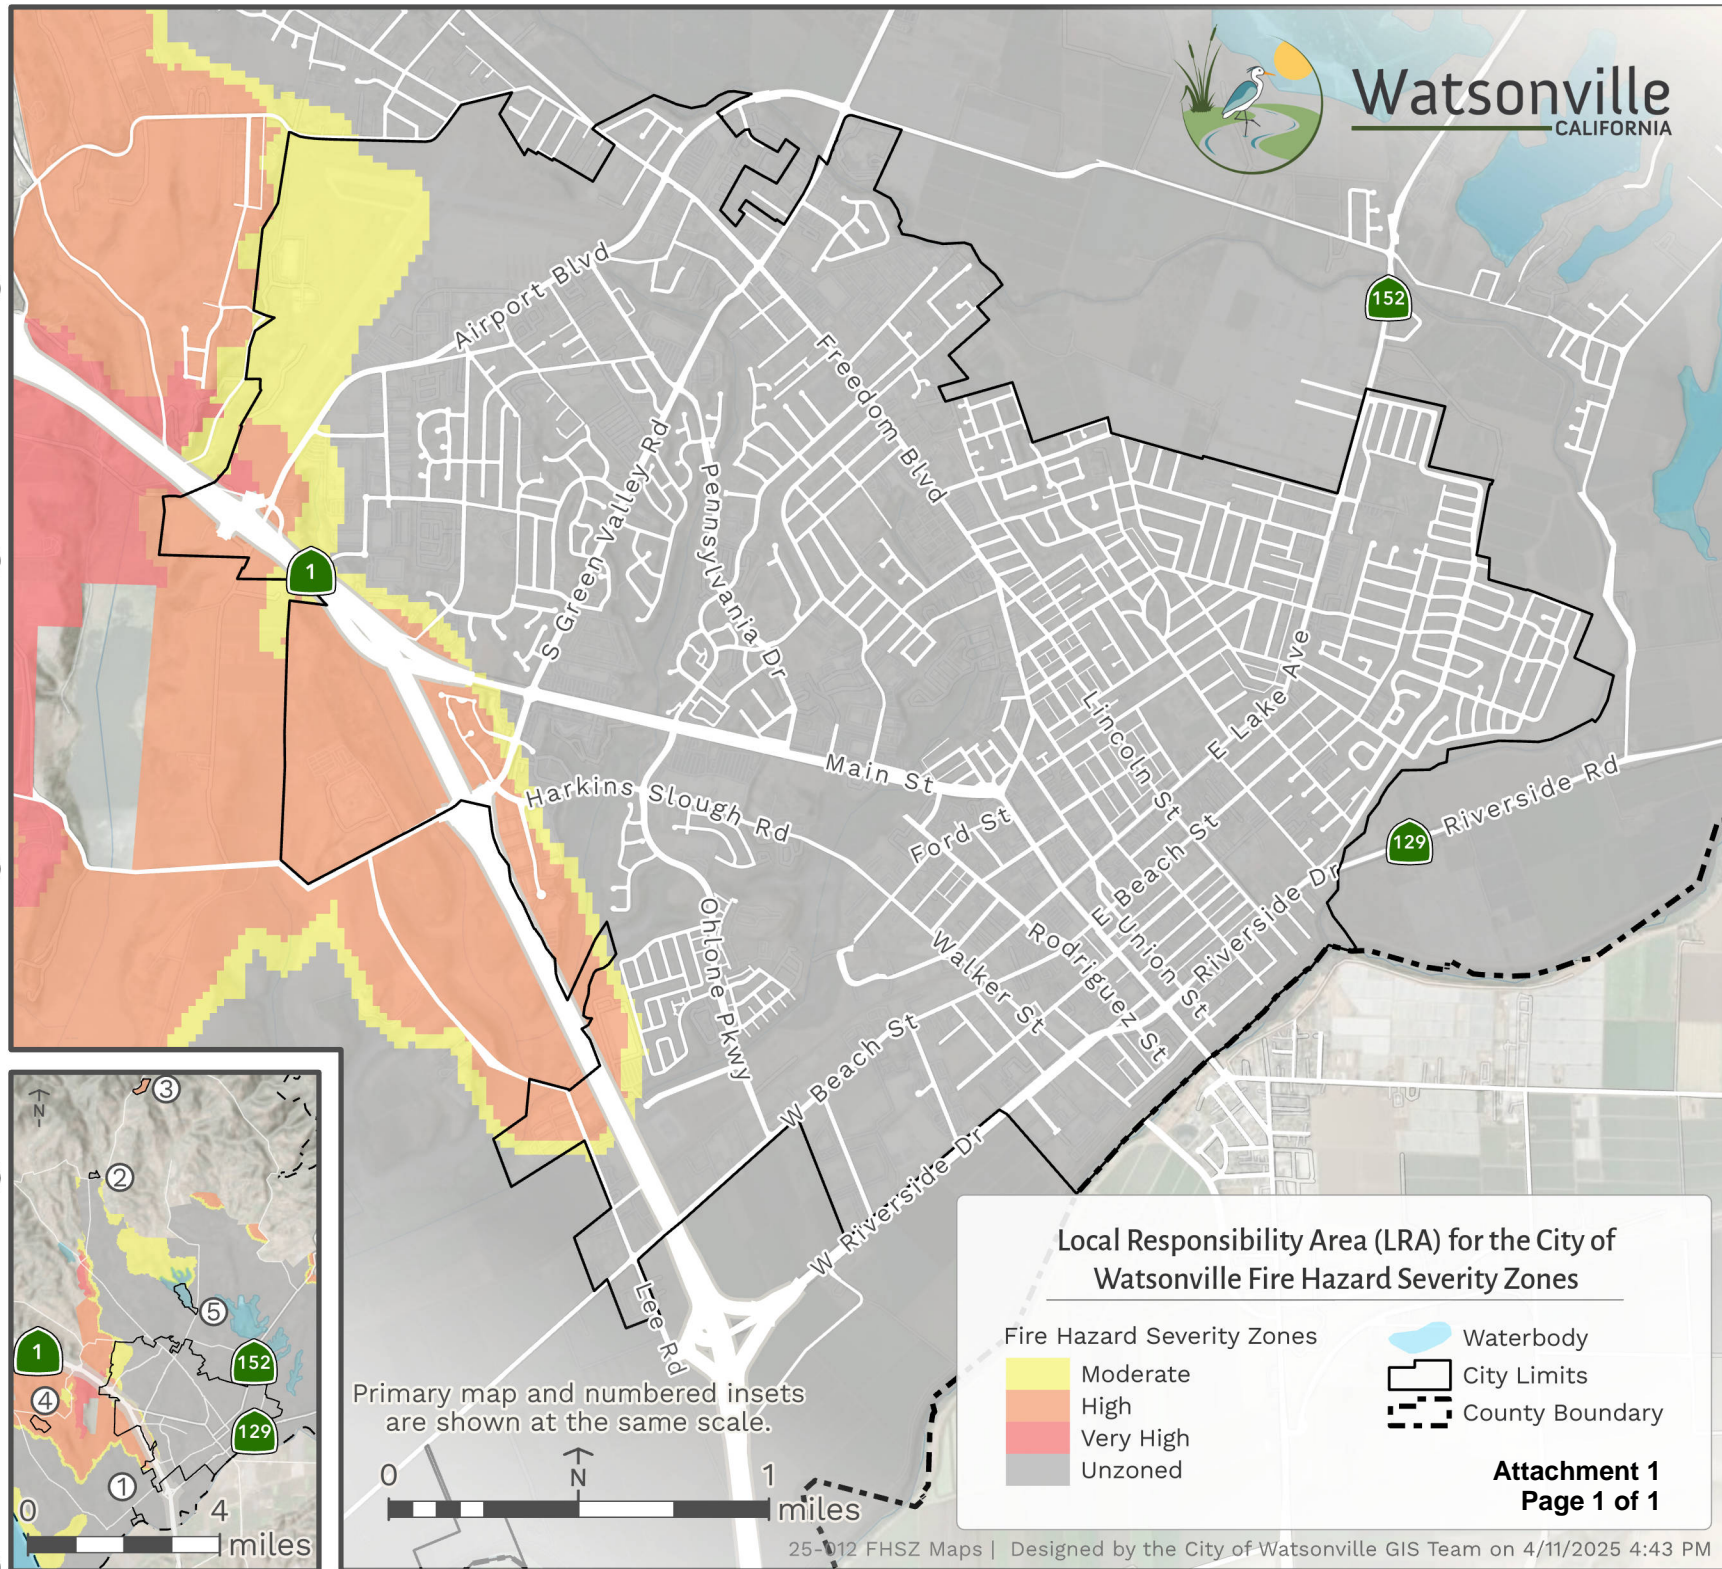 Watsonville
CALIFORNIA
152
Airport Blvd
Freedom Blvd
S Green Valley Rd
Pennsylvania Dr
1
E Lake Ave
Lincoln St
Main St
Harkins Slough Rd
Ford St
E Beach St
Riverside Rd
129
Riverside Dr
Ohlone Pkwy
Walker St
Rodriguez St
Union St
W Beach St
W Riverside Dr
Lee Rd
N
3
2
5
1
152
4
129
1
0 4
miles
Primary map and numbered insets
are shown at the same scale.
0 1
N
miles
Local Responsibility Area (LRA) for the City of
Watsonville Fire Hazard Severity Zones
Fire Hazard Severity Zones
Moderate
High
Very High
Unzoned
Waterbody
City Limits
County Boundary
Attachment 1
Page 1 of 1
25-012 FHSZ Maps | Designed by the City of Watsonville GIS Team on 4/11/2025 4:43 PM